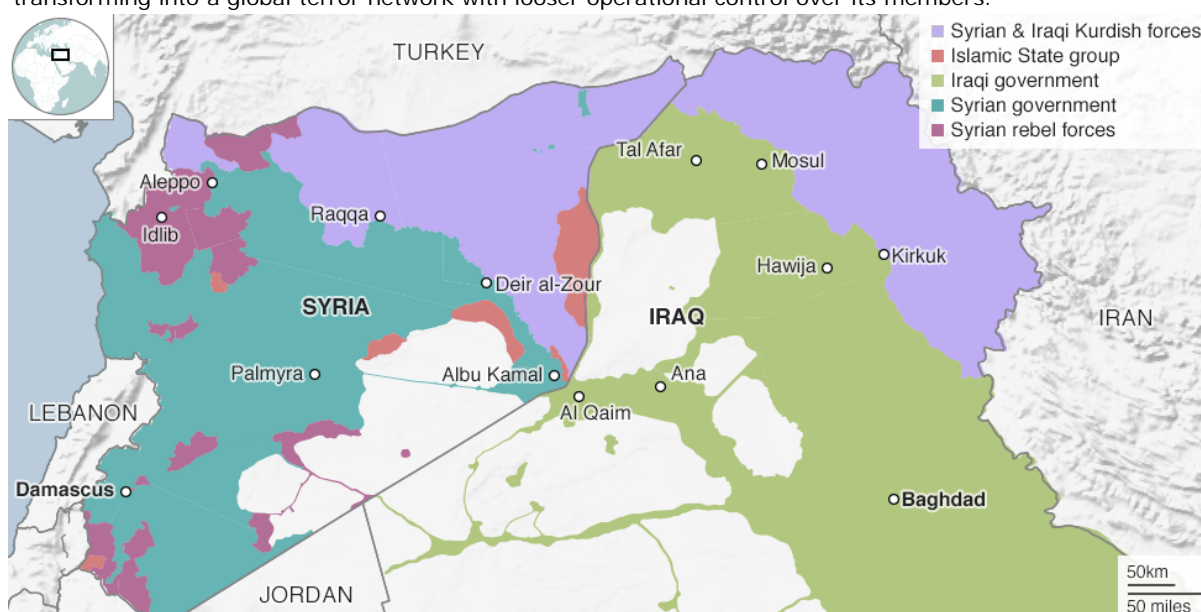 transforming into a global terror network with looser operational control over its members.
TURKEY
Syrian & Iraqi Kurdish forces
Islamic State group
Iraqi government
Syrian government
Syrian rebel forces
Tal Afar
Mosul
Aleppo
Raqqa
Idlib
Hawija
Kirkuk
Deir al-Zour
SYRIA
IRAQ
IRAN
Palmyra
Albu Kamal
Ana
LEBANON
Al Qaim
Damascus
Baghdad
JORDAN
50km
50 miles